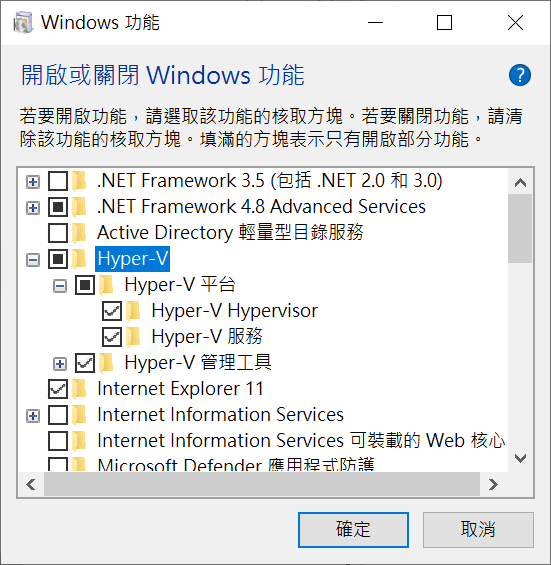 Windows 功能
開啟或關閉 Windows 功能
若要開啟功能，請選取該功能的核取方塊。若要關閉功能，請清
除該功能的核取方塊。填滿的方塊表示只有開啟部分功能。
.NET Framework 3.5 (包括 .NET 2.0 和 3.0)
.NET Framework 4.8 Advanced Services
Active Directory 輕量型目錄服務
Hyper-V
Hyper-V 平台
Hyper-V Hypervisor
Hyper-V 服務
Hyper-V 管理工具
Internet Explorer 11
Internet Information Services
Internet Information Services 可裝載的 Web 核心
Microsoft Defender 應用程式防護
確定
取消